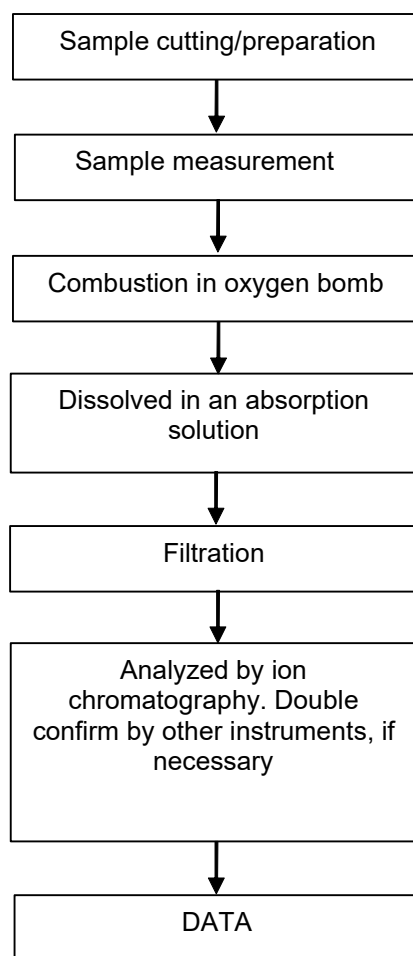 Sample cutting/preparation
Sample measurement
Combustion in oxygen bomb
Dissolved in an absorption
solution
Filtration
Analyzed by ion
chromatography. Double
confirm by other instruments, if
necessary
DATA